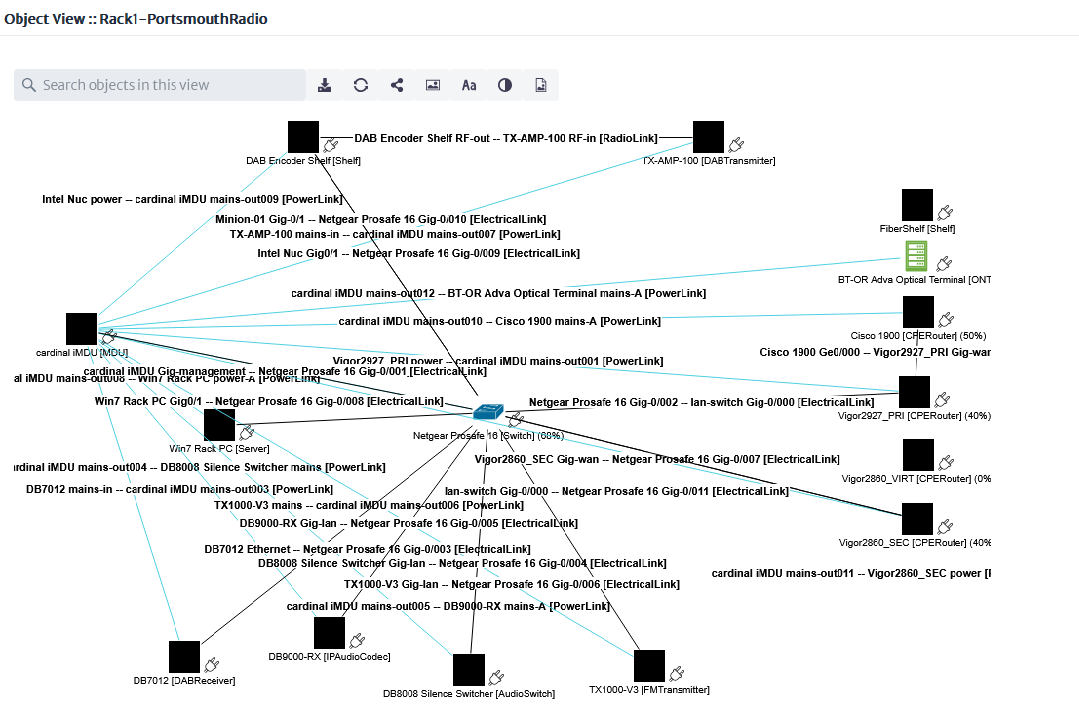 Object View :: Rack1-PortsmouthRadio
Search objects in this view
Aa
DAB Encoder Shelf RF-out -- TX-AMP-100 RF-in [RadioLink]
DAB Encoder Shelf [Shelf]
TX-AMP-100 [DABTransmitter]
Intel Nuc power -- cardinal iMDU mains-out009 [PowerLink]
Minion-01 Gig-0/1 -- Netgear Prosafe 16 Gig-0/010 [ElectricalLink]
FiberShelf [Shelf]
TX-AMP-100 mains-in -- cardinal iMDU mains-out007 [PowerLink]
Intel Nuc Gig0/1 -- Netgear Prosafe 16 Gig-0/009 [ElectricalLink]
BT-OR Adva Optical Terminal [ONT
cardinal iMDU mains-out012 -- BT-OR Adva Optical Terminal mains-A [PowerLink]
cardinal iMDU mains-out010 -- Cisco 1900 mains-A [PowerLink]
Cisco 1900 [CPERouter] (50%)
cardinal iMDU [MDU]
Cisco 1900 Ge0/000 -- Vigor2927_PRI Gig-wan
Vigor2927_PRI power -- cardinal iMDU mains-out001 [PowerLink]
cardinal iMDU Gig-management -- Netgear Prosafe 16 Gig-0/001 [ElectricalLink]
al iMDU mains-out008 -- Win7 Rack PC power-A [PowerLink]
Win7 Rack PC Gig0/1 -- Netgear Prosafe 16 Gig-0/008 [ElectricalLink]
Netgear Prosafe 16 Gig-0/002 -- lan-switch Gig-0/000 [ElectricalLink]
Vigor2927_PRI [CPERouter] (40%)
Netgear Prosafe 16 [Switch] (68%)
Win7 Rack PC [Server]
Vigor2860_SEC Gig-wan -- Netgear Prosafe 16 Gig-0/007 [ElectricalLink]
rdinal iMDU mains-out004 -- DB8008 Silence Switcher mains [PowerLink]
Vigor2860_VIRT [CPERouter] (0%
DB7012 mains-in -- cardinal iMDU mains-out003 [PowerLink]
lan-switch Gig-0/000 -- Netgear Prosafe 16 Gig-0/011 [ElectricalLink]
TX1000-V3 mains -- cardinal iMDU mains-out006 [PowerLink]
DB9000-RX Gig-lan -- Netgear Prosafe 16 Gig-0/005 [ElectricalLink]
Vigor2860_SEC [CPERouter] (40%
DB7012 Ethernet -- Netgear Prosafe 16 Gig-0/003 [ElectricalLink]
DB8008 Silence Switcher Gig-lan -- Netgear Prosafe 16 Gig-0/004 [ElectricalLink]
cardinal iMDU mains-out011 -- Vigor2860_SEC power [
TX1000-V3 Gig-lan -- Netgear Prosafe 16 Gig-0/006 [ElectricalLink]
cardinal iMDU mains-out005 -- DB9000-RX mains-A [PowerLink]
DB9000-RX [IPAudioCodec]
DB7012 [DABReceiver]
DB8008 Silence Switcher [AudioSwitch]
TX1000-V3 [FMTransmitter]